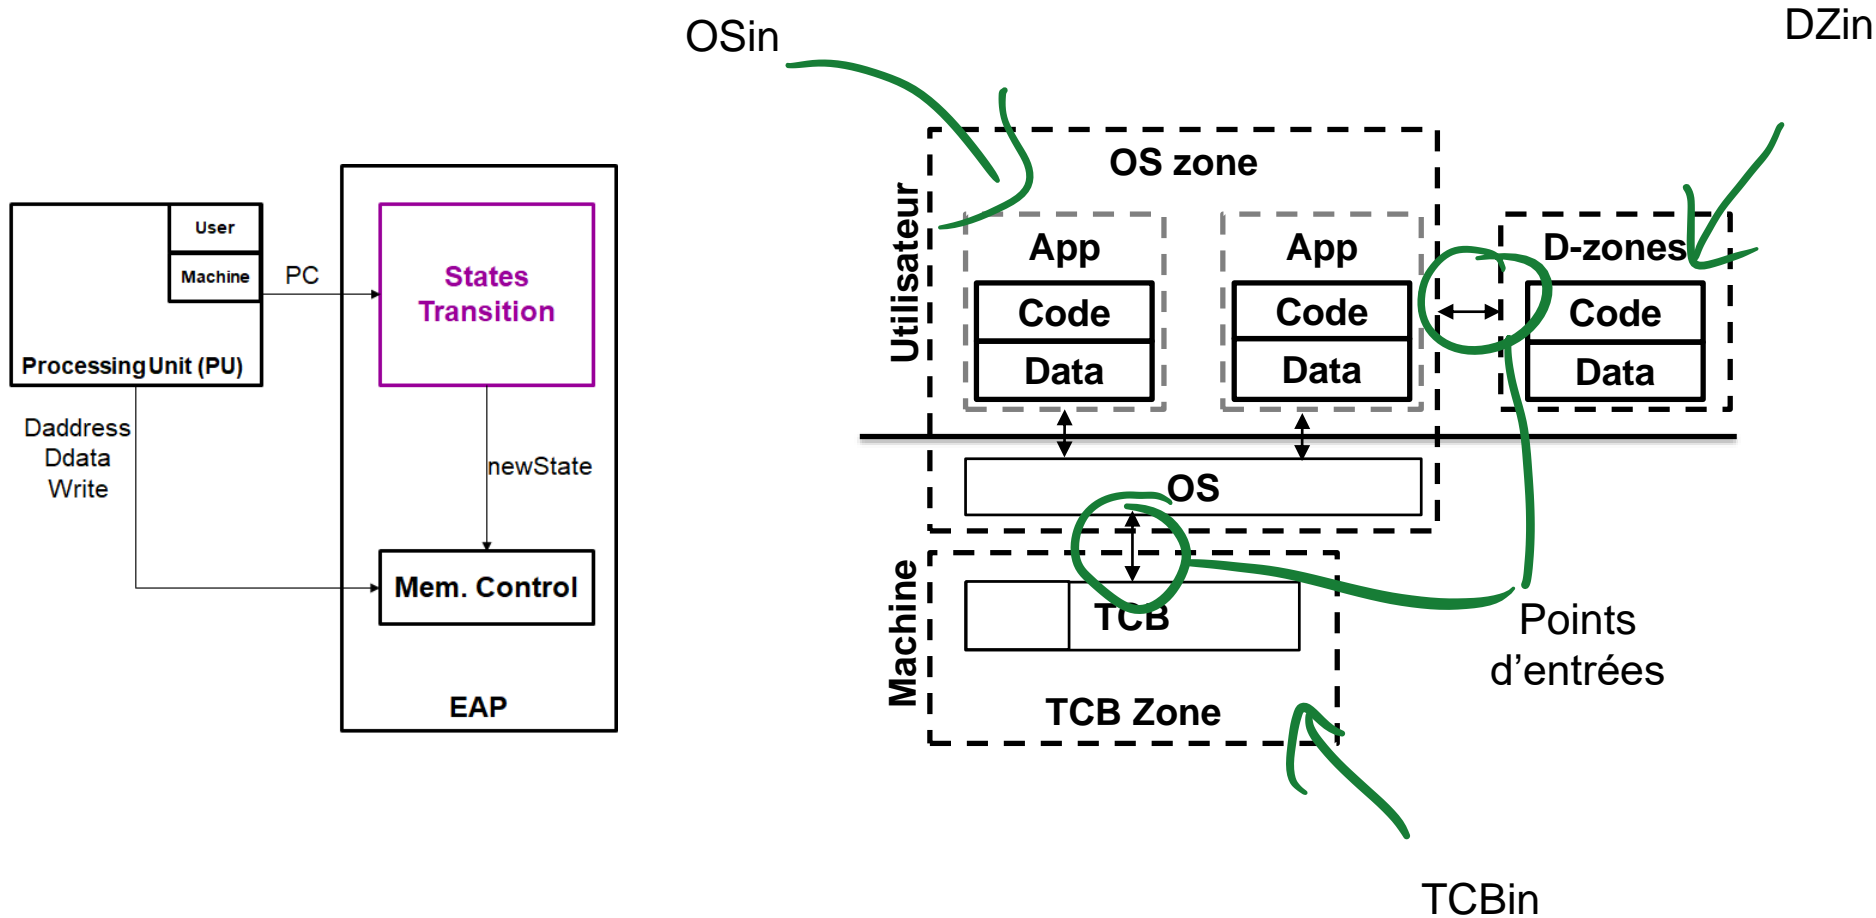 OSin
DZin
User
Machine
PC
Processing Unit (PU)
States
Transition
Daddress
Ddata
Write
newState
Mem. Control
EAP
Utilisateur
OS zone
App
Code
Data
App
Code
Data
D-zones
Code
Data
OS
Machine
TCB
TCB Zone
Points
d'entrées
TCBin